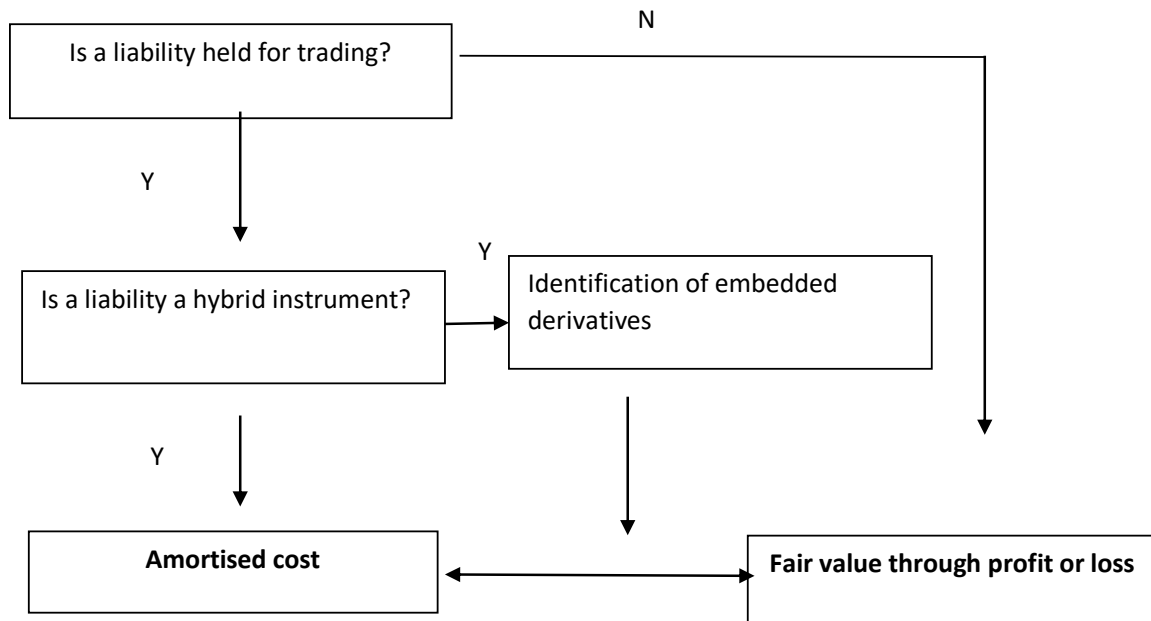 N
Is a liability held for trading?
Y
Y
Is a liability a hybrid instrument?
Identification of embedded
derivatives
Y
Amortised cost
Fair value through profit or loss